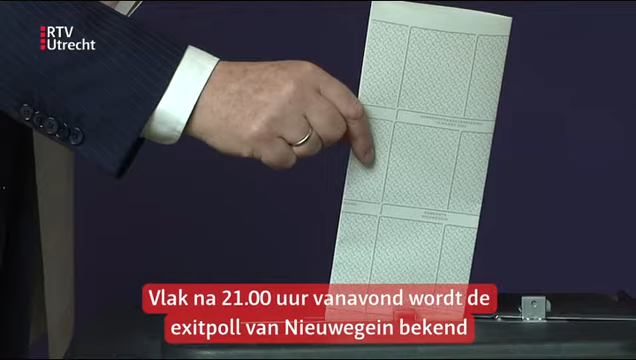 RTV
Utrecht
Vlak na 21.00 uur vanavond wordt de
exitpoll van Nieuwegein bekend